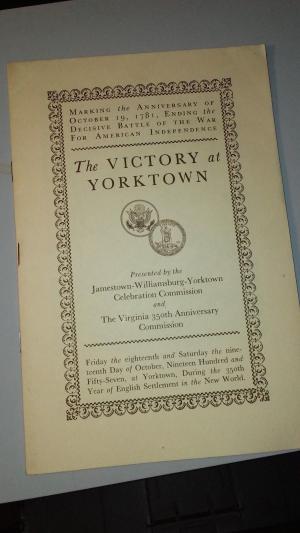 Marking the Anniversary of
October 19, 1781, Ending the
Decisive Battle of the War
For American Independence
The VICTORY at
YORKTOWN
Presented by the
Jamestown-Williamsburg-Yorktown
Celebration Commission
and
The Virginia 350th Anniversary
Commission
Friday the eighteenth and Saturday the nine-
teenth Day of October, Nineteen Hundred and
Fifty-Seven, at Yorktown, During the 350th
Year of English Settlement in the New World.